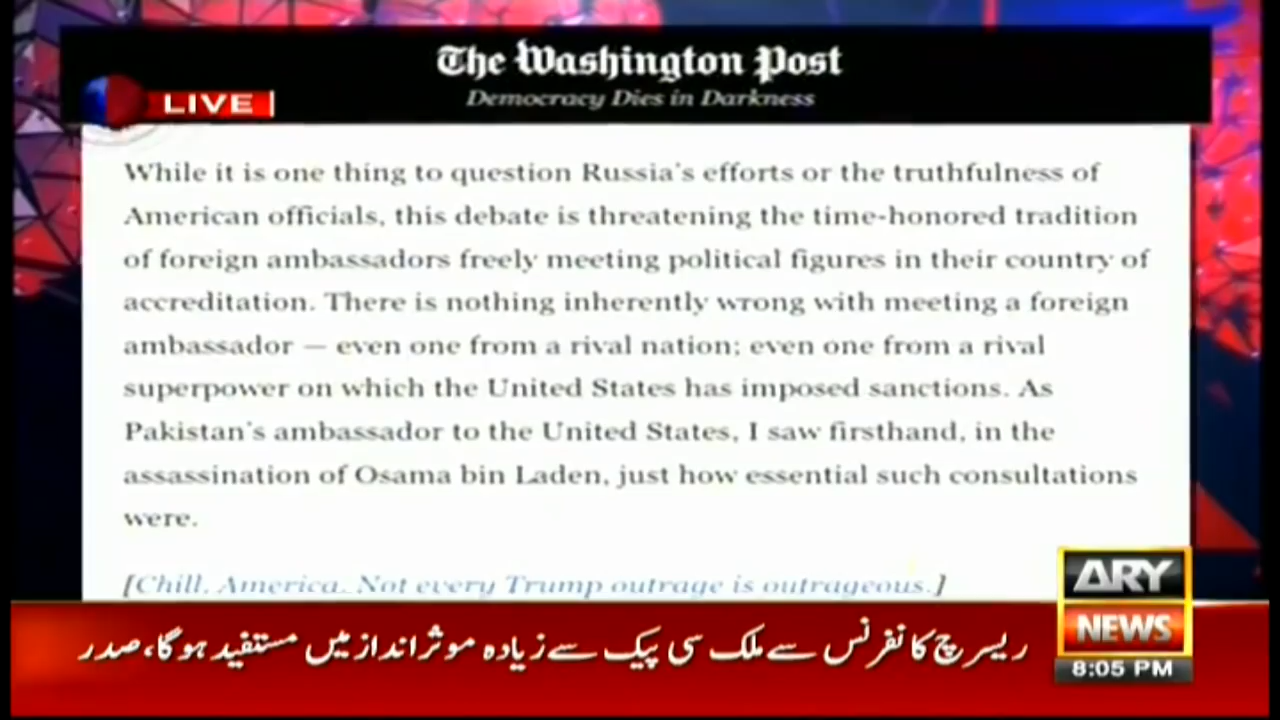 The Washington Post
Democracy Dies in Darkness
LIVE
While it is one thing to question Russia's efforts or the truthfulness of
American officials, this debate is threatening the time-honored tradition
of foreign ambassadors freely meeting political figures in their country of
accreditation. There is nothing inherently wrong with meeting a foreign
ambassador — even one from a rival nation; even one from a rival
superpower on which the United States has imposed sanctions. As
Pakistan's ambassador to the United States, I saw firsthand, in the
assassination of Osama bin Laden, just how essential such consultations
were.
[Chill, America. Not every Trump outrage is outrageous.]
ARY
NEWS
8:05 PM
ریسرچ کانفرنس سے ملک سی پیک سے زیادہ موثر انداز میں مستفید ہوگا، صدر